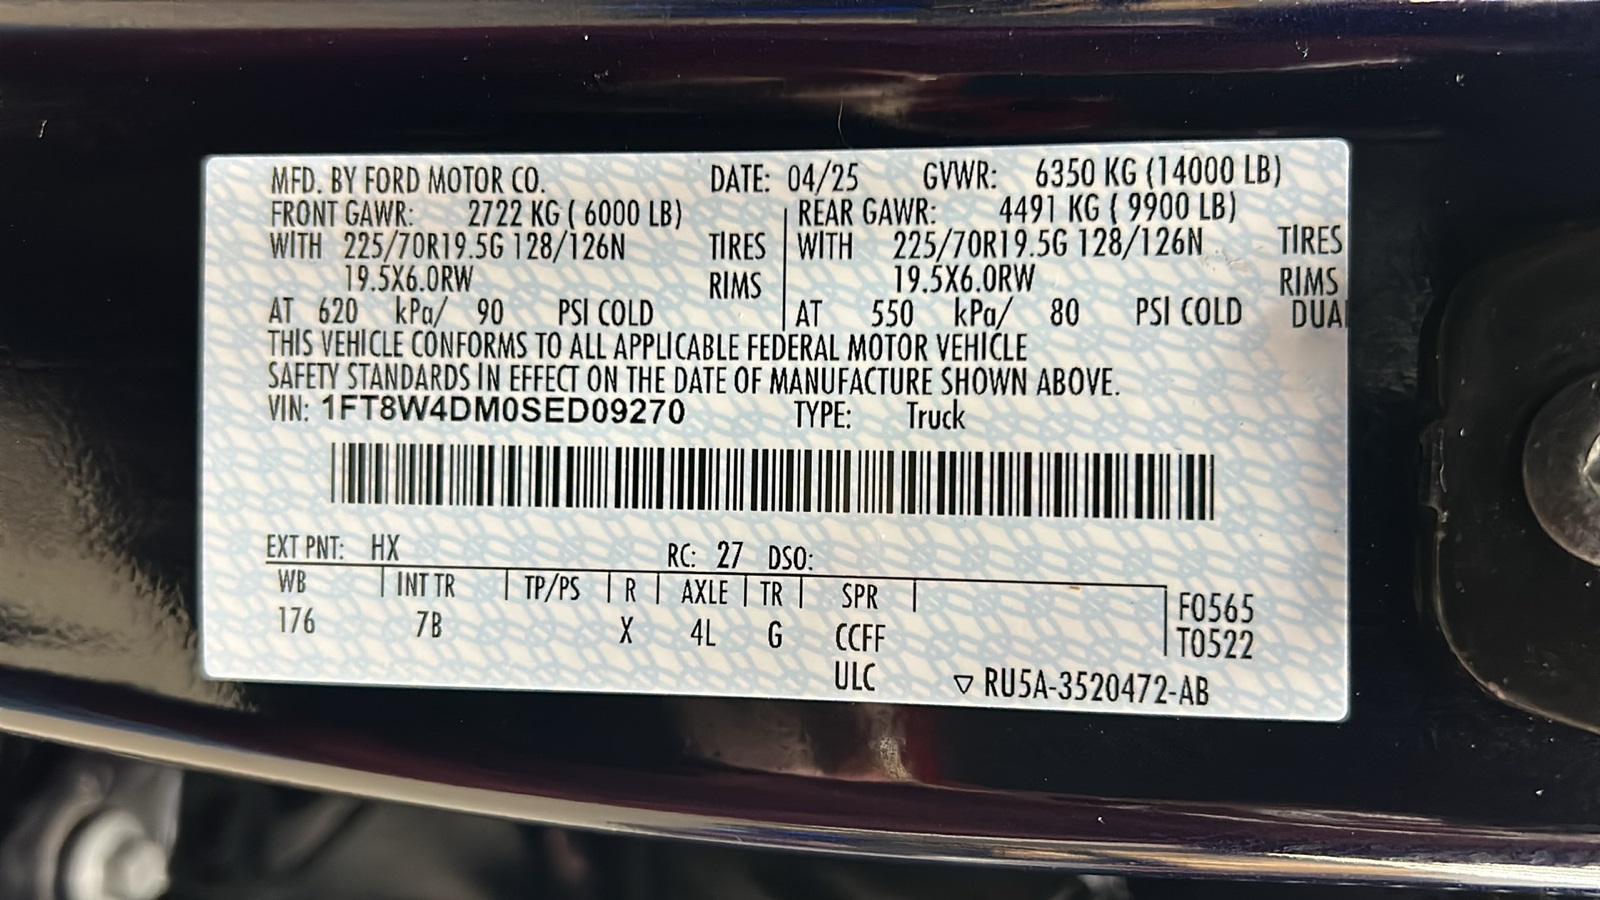 MFD. BY FORD MOTOR CO. DATE: 04/25 GVWR: 6350 KG (14000 LB)
FRONT GAWR: 2722 KG ( 6000 LB) REAR GAWR: 4491 KG ( 9900 LB)
WITH 225/70R19.5G 128/126N TIRES WITH 225/70R19.5G 128/126N TIRES
19.5X6.0RW RIMS 19.5X6.0RW RIMS
AT 620 kPa/ 90 PSI COLD AT 550 kPa/ 80 PSI COLD DUA
THIS VEHICLE CONFORMS TO ALL APPLICABLE FEDERAL MOTOR VEHICLE
SAFETY STANDARDS IN EFFECT ON THE DATE OF MANUFACTURE SHOWN ABOVE.
VIN: 1FT8W4DM0SED09270 TYPE: Truck
EXT PNT: HX RC: 27 DSO:
WB INT TR TP/PS R AXLE TR SPR F0565
176 7B X 4L G CCFF T0522
ULC ▽ RU5A-3520472-AB